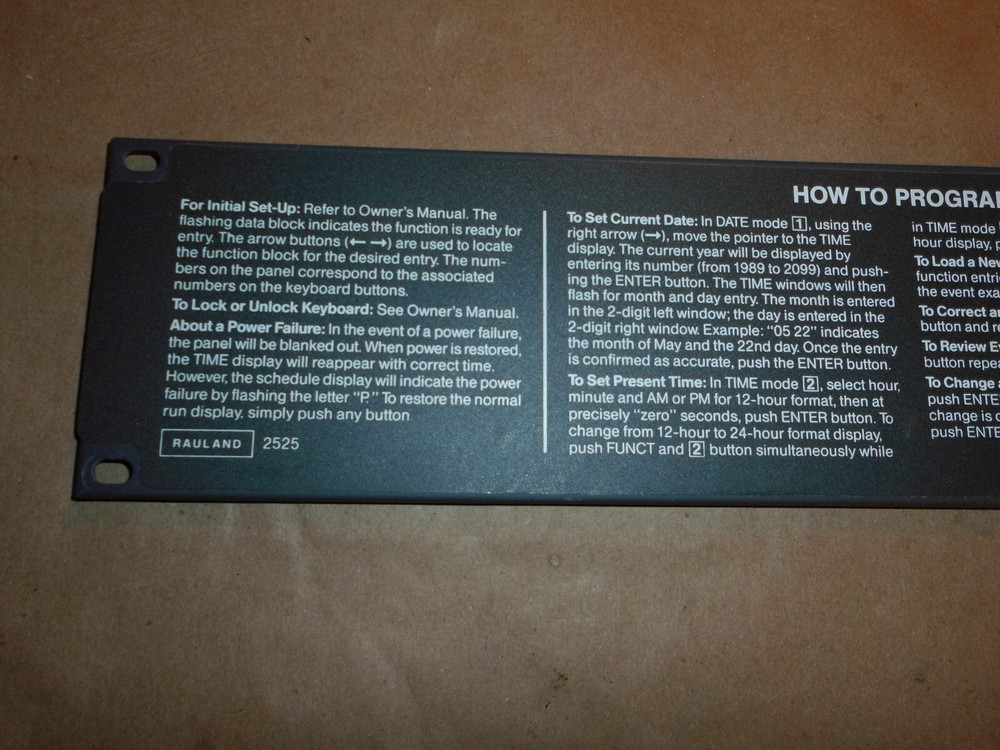 HOW TO PROGRA
For Initial Set-Up: Refer to Owner's Manual. The
flashing data block indicates the function is ready for
entry. The arrow buttons (← →) are used to locate
the function block for the desired entry. The num-
bers on the panel correspond to the associated
numbers on the keyboard buttons.
To Lock or Unlock Keyboard: See Owner's Manual.
About a Power Failure: In the event of a power failure,
the panel will be blanked out. When power is restored,
the TIME display will reappear with correct time.
However, the schedule display will indicate the power
failure by flashing the letter "P." To restore the normal
run display, simply push any button
RAULAND 2525
To Set Current Date: In DATE mode 1, using the
right arrow (→), move the pointer to the TIME
display. The current year will be displayed by
entering its number (from 1989 to 2099) and push-
ing the ENTER button. The TIME windows will then
flash for month and day entry. The month is entered
in the 2-digit left window; the day is entered in the
2-digit right window. Example: "05 22" indicates
the month of May and the 22nd day. Once the entry
is confirmed as accurate, push the ENTER button.
To Set Present Time: In TIME mode 2, select hour,
minute and AM or PM for 12-hour format, then at
precisely "zero" seconds, push ENTER button. To
change from 12-hour to 24-hour format display,
push FUNCT and 2 button simultaneously while
in TIME mode
hour display, p
To Load a New
function entri
the event exa
To Correct a
button and r
To Review Ev
button repea
To Change a
push ENTE
change is c
push ENTE